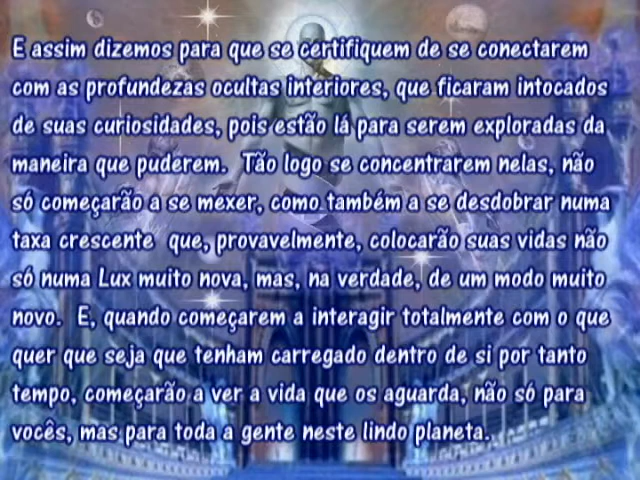 E assim dizemos para que se certifiquem de se conectarem
com as profundezas ocultas interiores, que ficaram intocados
de suas curiosidades, pois estão lá para serem exploradas da
maneira que puderem.  Tão logo se concentrarem nelas, não
só começarão a se mexer, como também a se desdobrar numa
taxa crescente  que, provavelmente, colocarão suas vidas não
só numa Lux muito nova, mas, na verdade, de um modo muito
novo.  E, quando começarem a interagir totalmente com o que
quer que seja que tenham carregado dentro de si por tanto
tempo, começarão a ver a vida que os aguarda, não só para
vocês, mas para toda a gente neste lindo planeta.